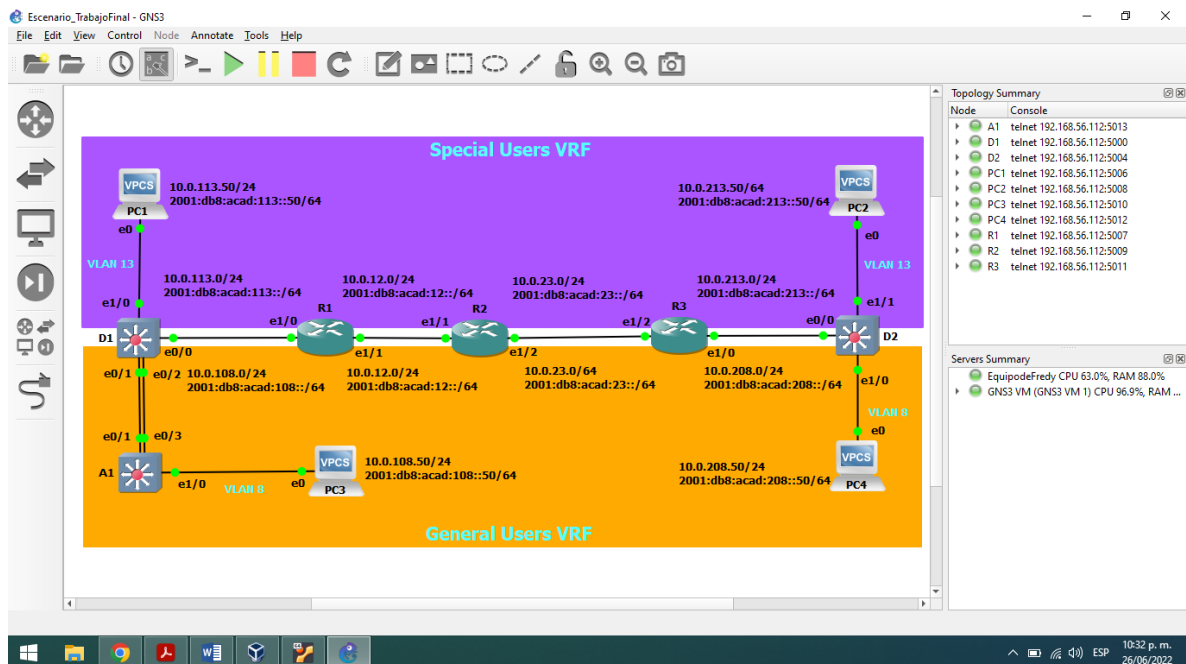 Escenario_TrabajoFinal - GNS3
File Edit View Control Node Annotate Tools Help
Special Users VRF
VPCS
PC1
10.0.113.50/24
2001:db8:acad:113::50/64
e0
VLAN 13
10.0.213.50/64
2001:db8:acad:213::50/64
VPCS
PC2
e0
VLAN 13
10.0.113.0/24
2001:db8:acad:113::/64
10.0.12.0/24
2001:db8:acad:12::/64
10.0.23.0/24
2001:db8:acad:23::/64
10.0.213.0/24
2001:db8:acad:213::/64
e1/0
R1
R2
R3
e1/1
e1/0
e1/1
e1/2
e0/0
D1
D2
e0/0
e1/1
e1/2
e1/0
e0/1
e0/2
10.0.108.0/24
2001:db8:acad:108::/64
10.0.12.0/24
2001:db8:acad:12::/64
10.0.23.0/64
2001:db8:acad:23::/64
10.0.208.0/24
2001:db8:acad:208::/64
e1/0
VLAN 8
e0
e0/1
e0/3
A1
e1/0
VLAN 8
e0
VPCS
PC3
10.0.108.50/24
2001:db8:acad:108::50/64
10.0.208.50/24
2001:db8:acad:208::50/64
VPCS
PC4
General Users VRF
Topology Summary
Node Console
A1 telnet 192.168.56.112:5013
D1 telnet 192.168.56.112:5000
D2 telnet 192.168.56.112:5004
PC1 telnet 192.168.56.112:5006
PC2 telnet 192.168.56.112:5008
PC3 telnet 192.168.56.112:5010
PC4 telnet 192.168.56.112:5012
R1 telnet 192.168.56.112:5007
R2 telnet 192.168.56.112:5009
R3 telnet 192.168.56.112:5011
Servers Summary
EquipodeFredy CPU 63.0%, RAM 88.0%
GNS3 VM (GNS3 VM 1) CPU 96.9%, RAM ...
ESP
10:32 p. m.
26/06/2022